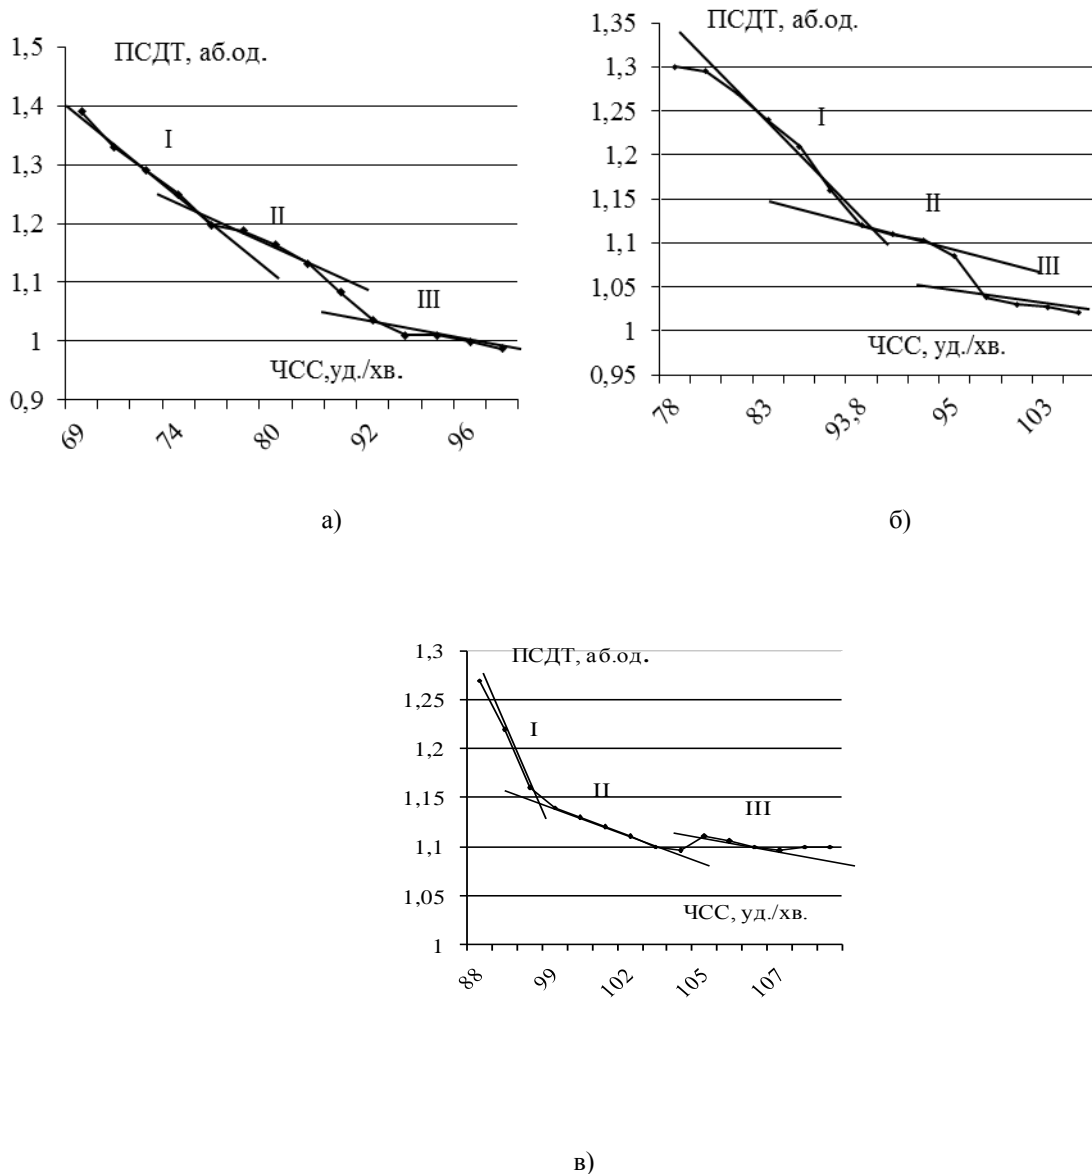 ПСДТ, аб.од.
1,5
1,4
1,3
1,2
1,1
1
0,9
I
II
III
ЧСС,уд./хв.
69 74 80 92 96
а)
ПСДТ, аб.од.
1,35
1,3
1,25
1,2
1,15
1,1
1,05
1
0,95
I
II
III
ЧСС, уд./хв.
78 83 93,8 95 103
б)
ПСДТ, аб.од.
1,3
1,25
1,2
1,15
1,1
1,05
1
I
II
III
ЧСС, уд./хв.
88 99 102 105 107
в)